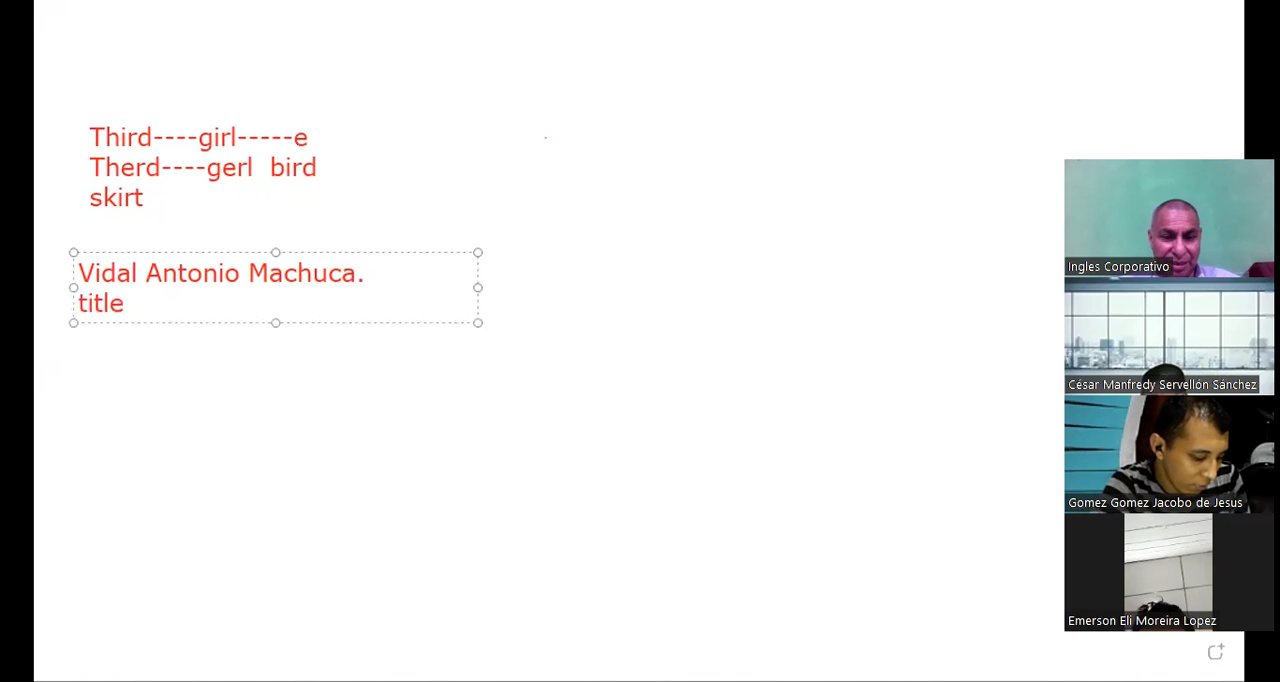 Third----girl-----e
Therd----gerl  bird
skirt
Vidal Antonio Machuca.
title
Ingles Corporativo
César Manfredy Servellón Sánchez
Gomez Gomez Jacobo de Jesus
Emerson Eli Moreira Lopez